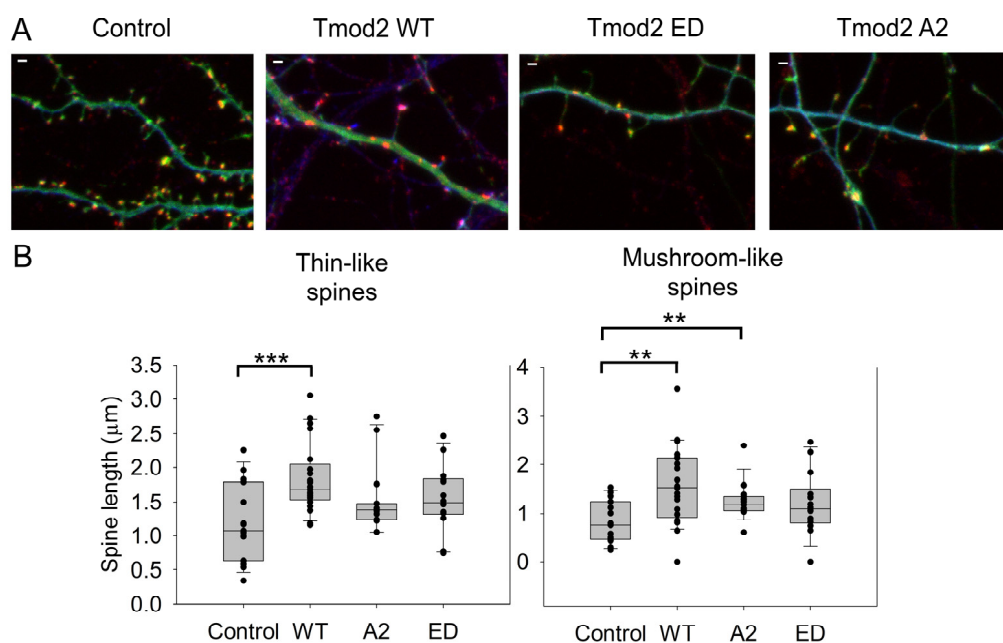 A
Control
Tmod2 WT
Tmod2 ED
Tmod2 A2
B
Thin-like
spines
Mushroom-like
spines
***
**
**
Spine length (μm)
3.5
3.0
2.5
2.0
1.5
1.0
0.5
0.0
Control
WT
A2
ED
4
3
2
1
0
Control
WT
A2
ED